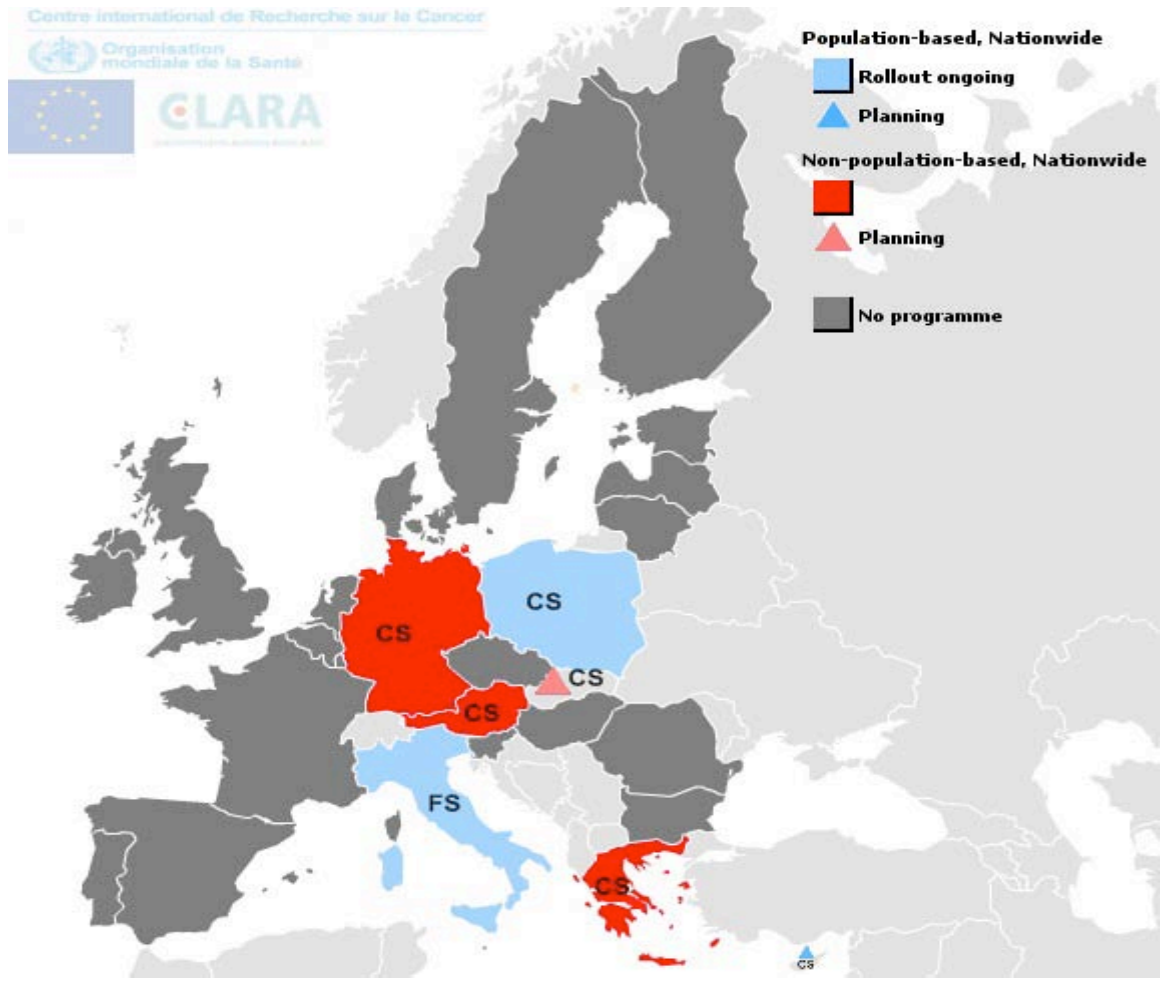 Centre international de Recherche sur le Cancer
Organisation
mondiale de la Santé
CLARA
Population-based, Nationwide
Rollout ongoing
Planning
Non-population-based, Nationwide
Planning
No programme
CS
CS
CS
CS
FS
CS
CS